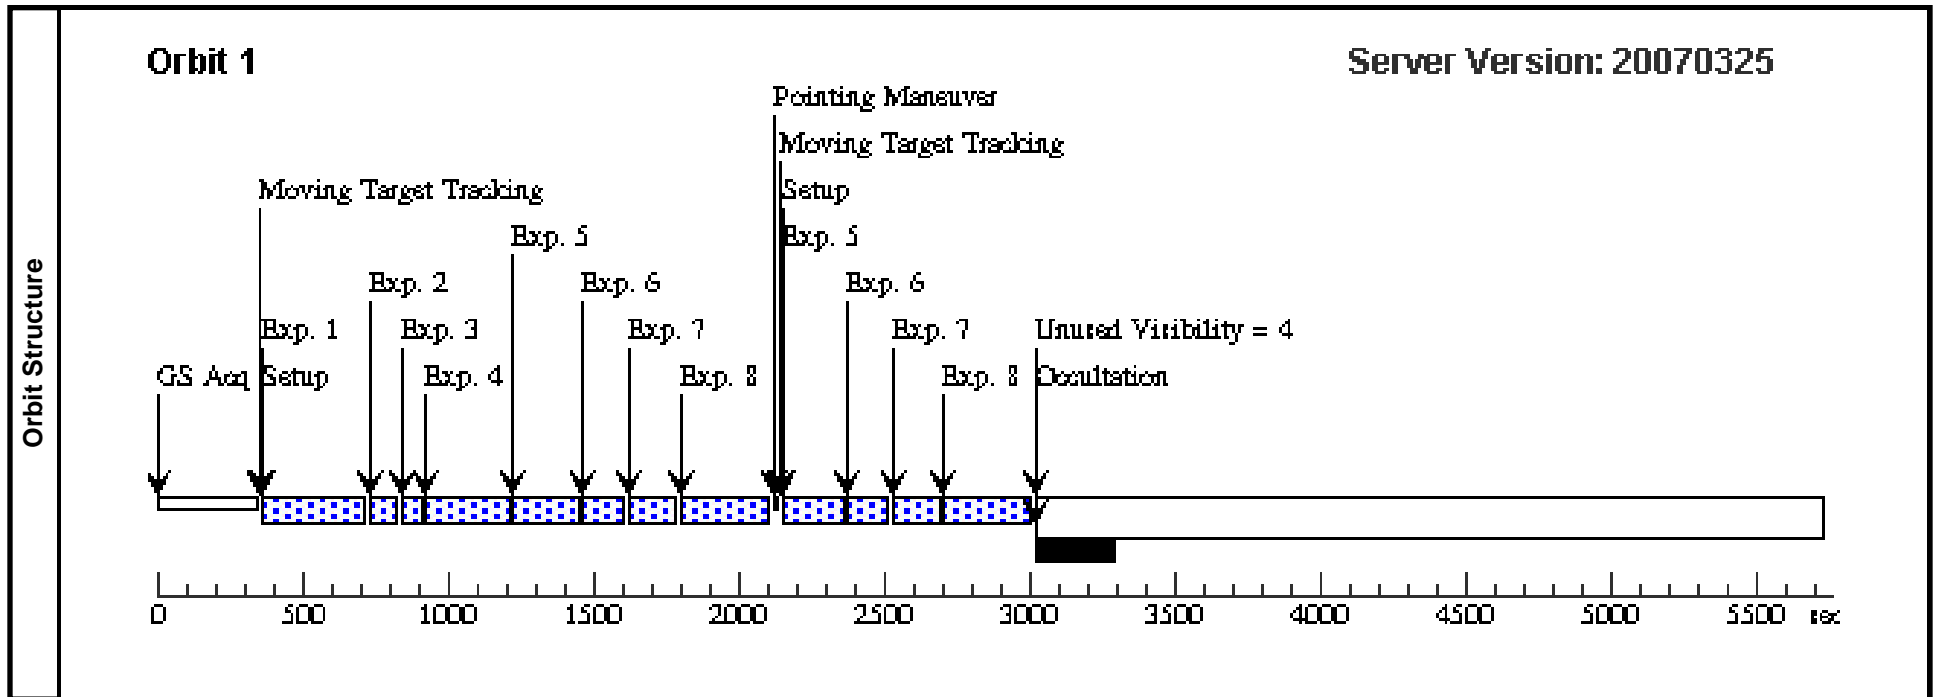 Orbit Structure
Orbit 1
Server Version: 20070325
Pointing Maneuver
Moving Target Tracking
Moving Target Tracking
Setup
Exp. 5
Exp. 5
Exp. 2
Exp. 6
Exp. 6
Exp. 1
Exp. 3
Exp. 7
Exp. 7
Unused Visibility = 4
GS Acq
Setup
Exp. 4
Exp. 8
Exp. 8
Occultation
0 500 1000 1500 2000 2500 3000 3500 4000 4500 5000 5500 sec